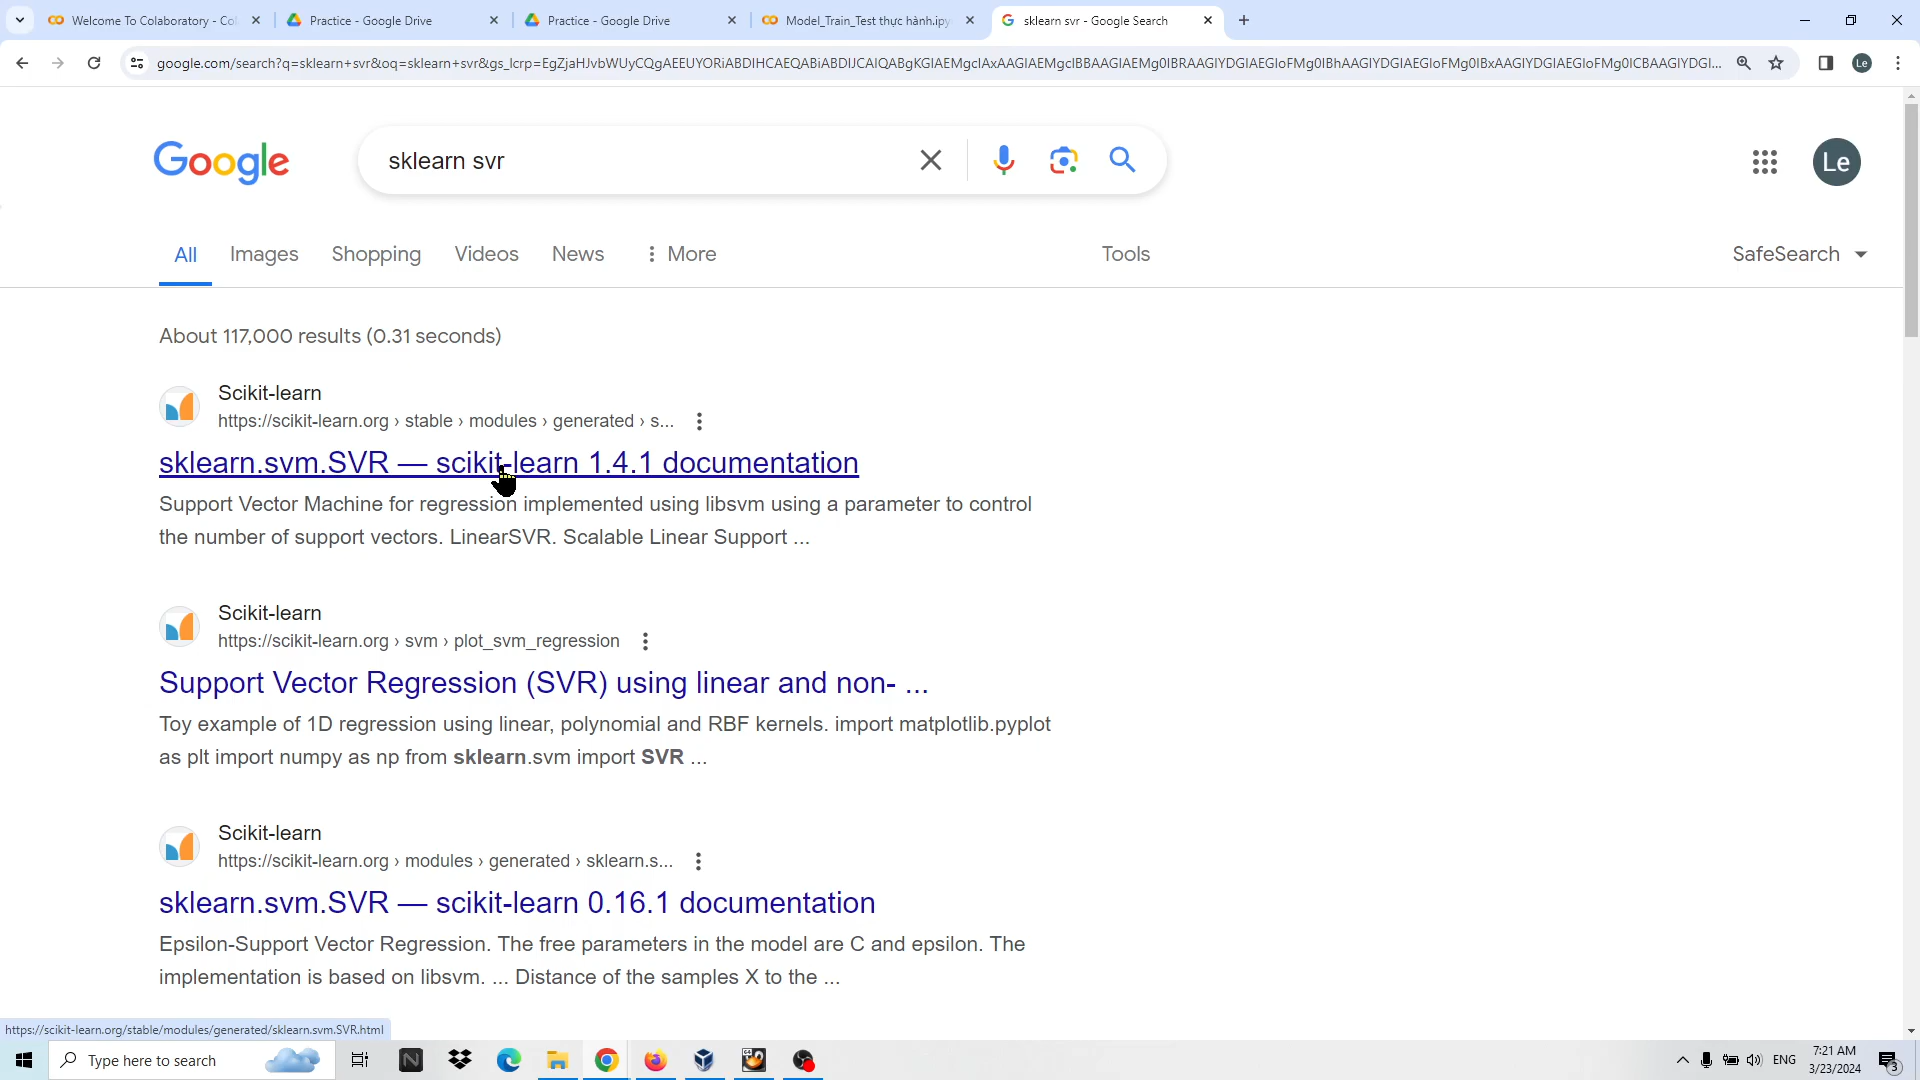 Welcome To Colaboratory - Co
Practice - Google Drive
Practice - Google Drive
Model_Train_Test thực hành.ipy
sklearn svr - Google Search
google.com/search?q=sklearn+svr&oq=sklearn+svr&gs_lcrp=EgZjaHJvbWUyCQgAEEUYORiABDIHCAEQABiABDIJCAIQABgKGIAEMgcIAxAAGIAEMgcIBBAAGIAEMg0IBRAAGIYDGIAEGIoFMg0IBhAAGIYDGIAEGIoFMg0IBxAAGIYDGIAEGIoFMg0ICBAAGIYDGI...
Le
Google
sklearn svr
Le
All
Images
Shopping
Videos
News
More
Tools
SafeSearch
About 117,000 results (0.31 seconds)
Scikit-learn
https://scikit-learn.org › stable › modules › generated › s...
sklearn.svm.SVR — scikit-learn 1.4.1 documentation
Support Vector Machine for regression implemented using libsvm using a parameter to control
the number of support vectors. LinearSVR. Scalable Linear Support ...
Scikit-learn
https://scikit-learn.org › svm › plot_svm_regression
Support Vector Regression (SVR) using linear and non- ...
Toy example of 1D regression using linear, polynomial and RBF kernels. import matplotlib.pyplot
as plt import numpy as np from sklearn.svm import SVR ...
Scikit-learn
https://scikit-learn.org › modules › generated › sklearn.s...
sklearn.svm.SVR — scikit-learn 0.16.1 documentation
Epsilon-Support Vector Regression. The free parameters in the model are C and epsilon. The
implementation is based on libsvm. ... Distance of the samples X to the ...
https://scikit-learn.org/stable/modules/generated/sklearn.svm.SVR.html
Type here to search
ENG
7:21 AM
3/23/2024
3